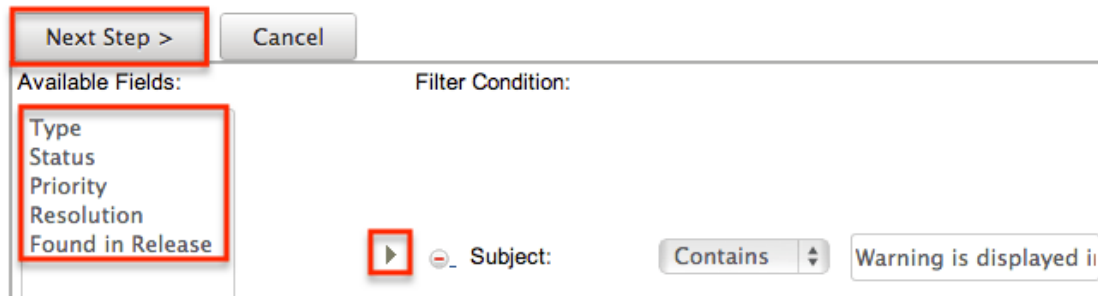 Next Step > Cancel
Available Fields: Filter Condition:
Type
Status
Priority
Resolution
Found in Release
Subject: Contains Warning is displayed